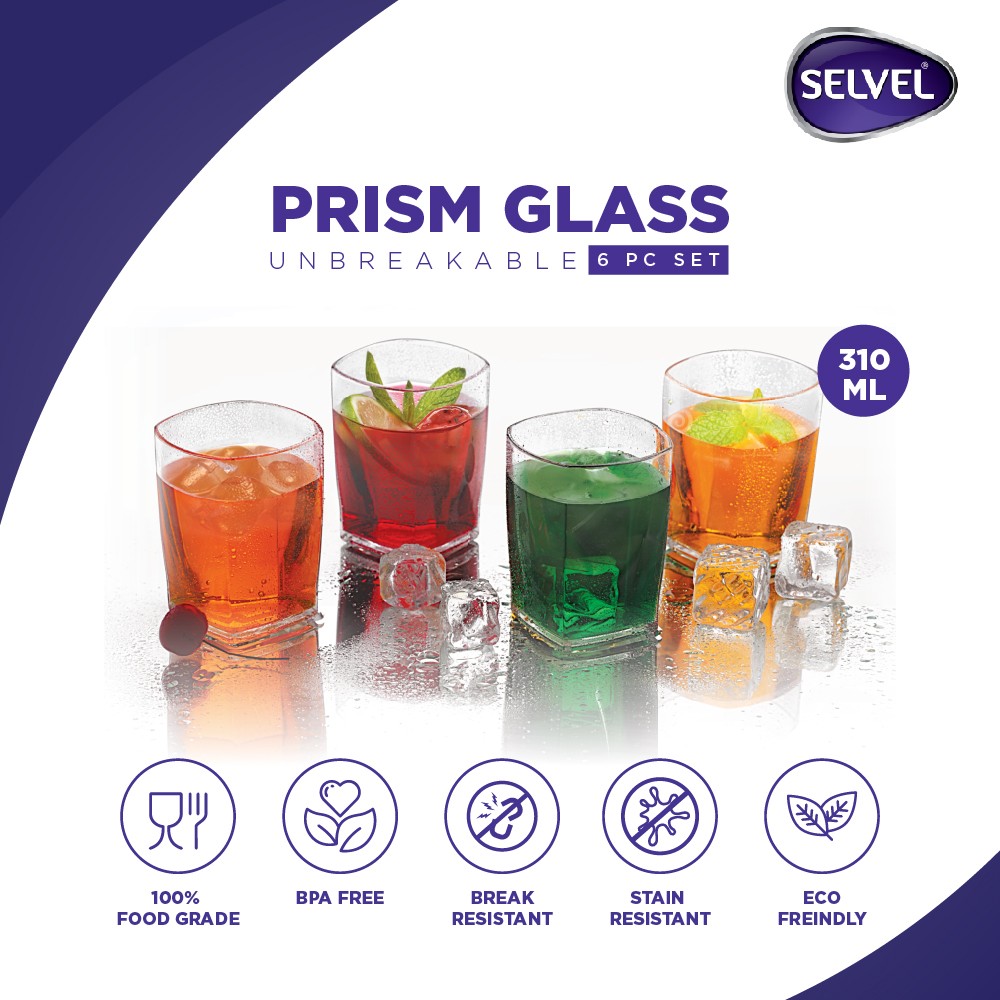 SELVEL®
PRISM GLASS
UNBREAKABLE 6 PC SET
310
ML
100%
FOOD GRADE
BPA FREE
BREAK
RESISTANT
STAIN
RESISTANT
ECO
FREINDLY